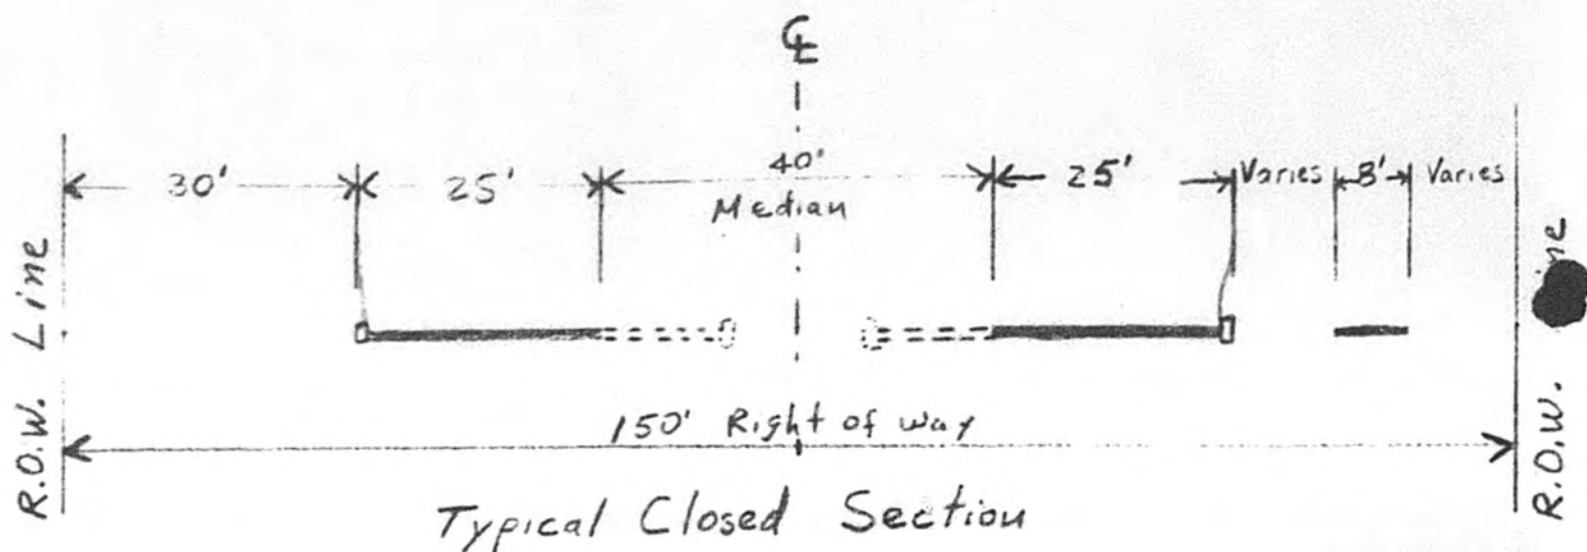 ℄
30' 25' 40' 25' Varies 8' Varies
Median
R.O.W. Line
R.O.W.
150' Right of way
Typical Closed Section